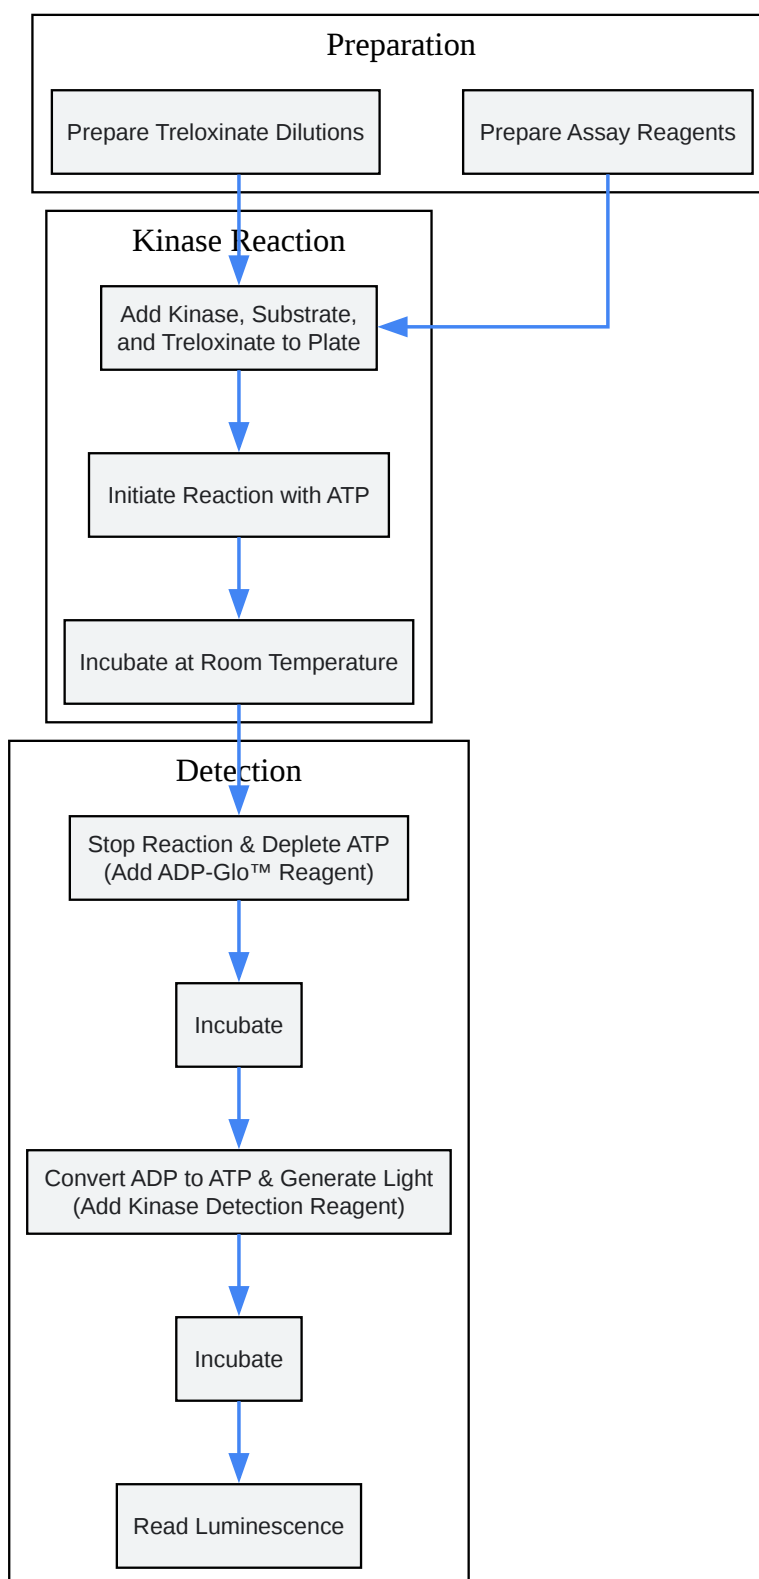 Preparation
Prepare Treloxinate Dilutions
Prepare Assay Reagents
Kinase Reaction
Add Kinase, Substrate,
and Treloxinate to Plate
Initiate Reaction with ATP
Incubate at Room Temperature
Detection
Stop Reaction & Deplete ATP
(Add ADP-Glo™ Reagent)
Incubate
Convert ADP to ATP & Generate Light
(Add Kinase Detection Reagent)
Incubate
Read Luminescence